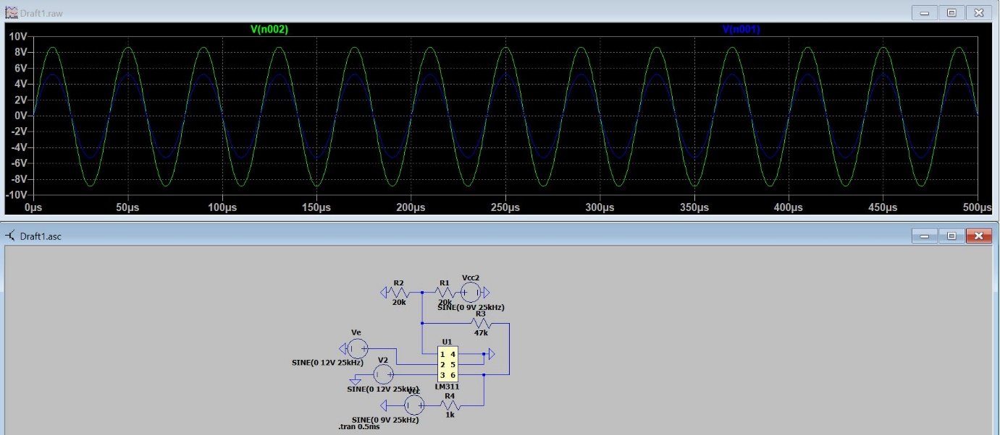 Draft1.raw
V(n002) V(n001)
10V
8V
6V
4V
2V
0V
-2V
-4V
-6V
-8V
-10V
0µs 50µs 100µs 150µs 200µs 250µs 300µs 350µs 400µs 450µs 500µs
Draft1.asc
R2 R1 Vcc2
20k 20k
SINE(0 9V 25kHz)
R3
47k
Ve U1
1 4
SINE(0 12V 25kHz) V2 2 5
3 6
SINE(0 12V 25kHz) LM311
Vcc R4
1k
SINE(0 9V 25kHz)
.tran 0.5ms